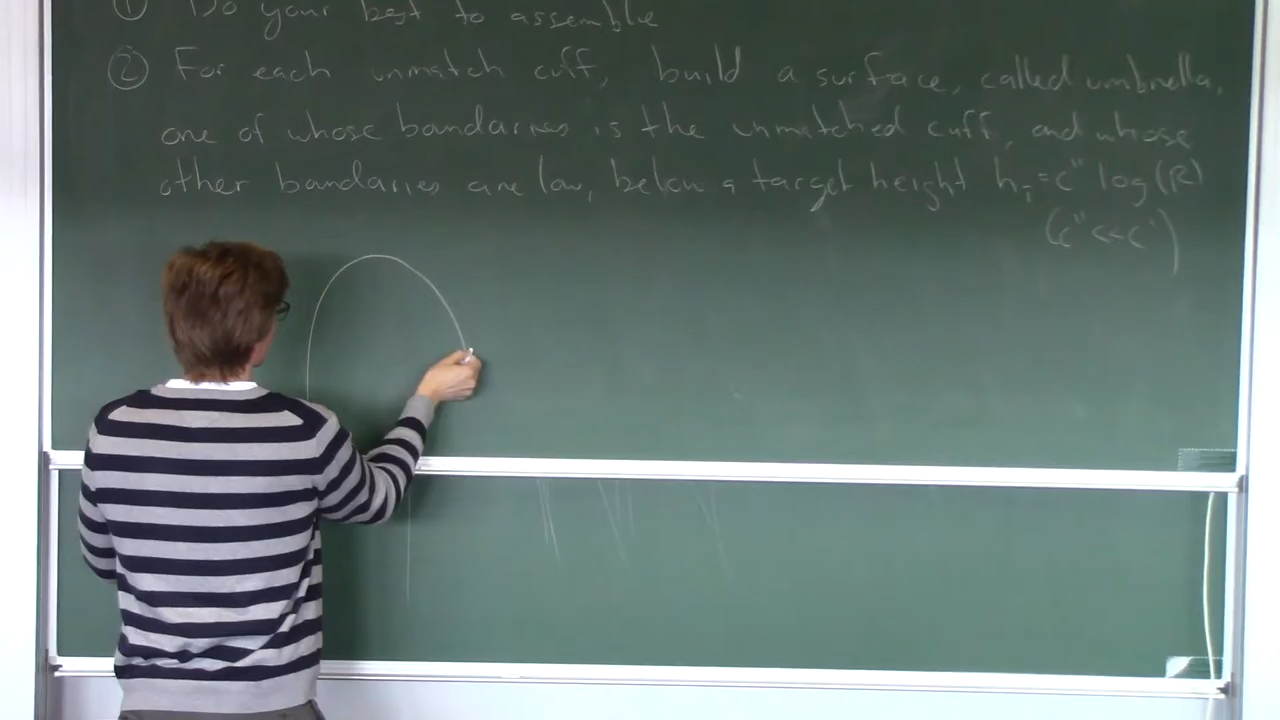 ① Do your best to assemble
② For each unmatch cuff, build a surface, called umbrella,
one of whose boundaries is the unmatched cuff, and whose
other boundaries are low, below a target height h_T = c" log(R)
(c" << c')